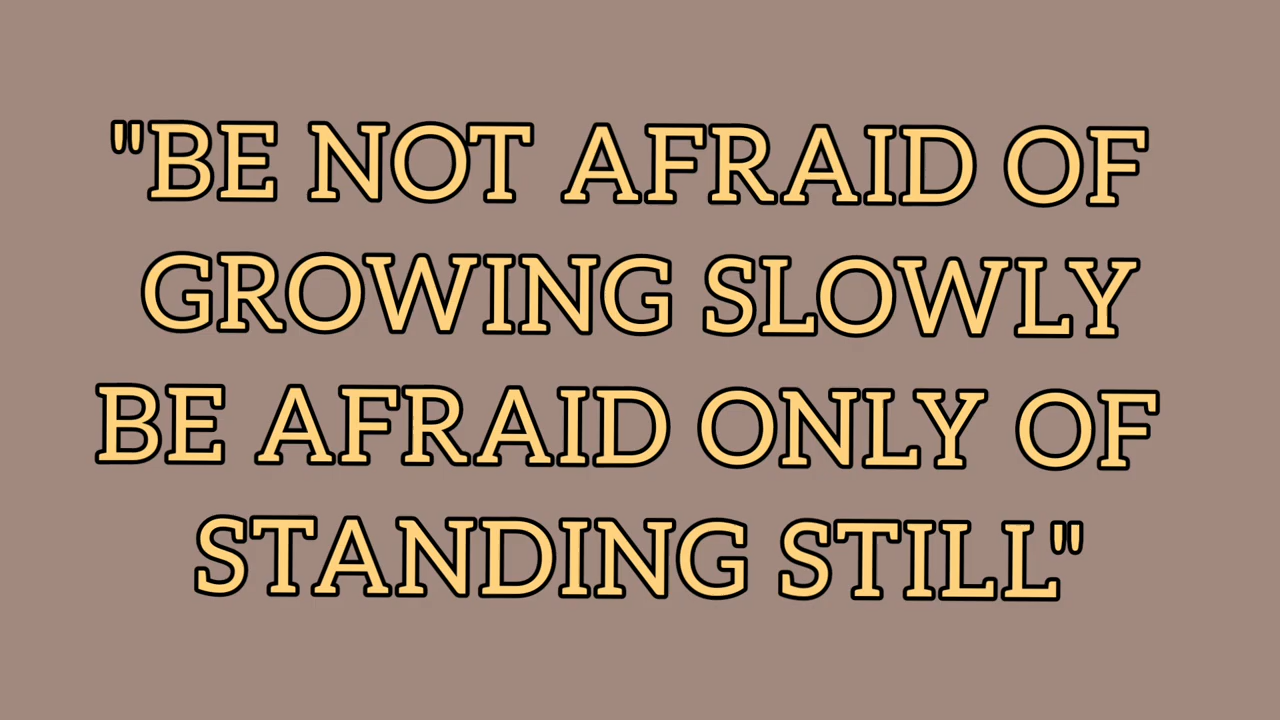 "BE NOT AFRAID OF
GROWING SLOWLY
BE AFRAID ONLY OF
STANDING STILL"